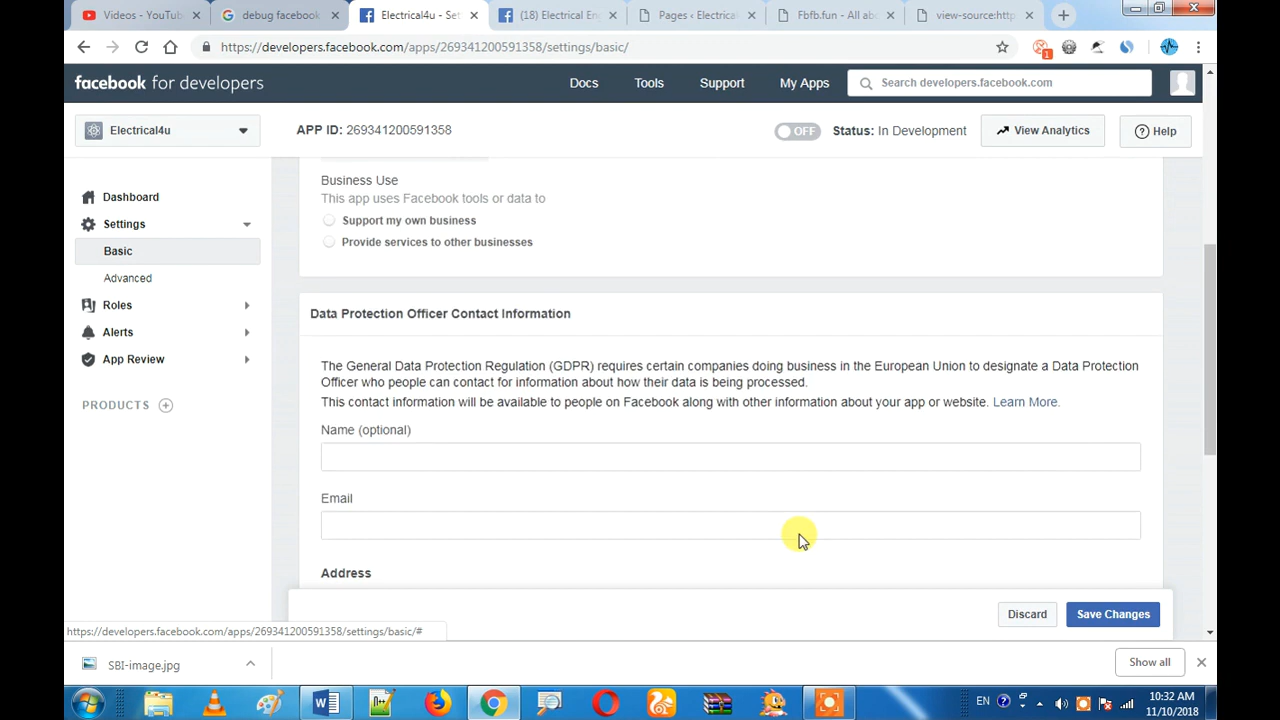 Videos - YouTub
debug facebook
Electrical4u - Set
(18) Electrical En
Pages ‹ Electrical
Fbfb.fun - All abo
view-source:http
https://developers.facebook.com/apps/269341200591358/settings/basic/
1
facebook for developers
Docs
Tools
Support
My Apps
Search developers.facebook.com
Electrical4u
APP ID: 269341200591358
OFF
Status: In Development
View Analytics
Help
Dashboard
Settings
Basic
Advanced
Roles
Alerts
App Review
PRODUCTS
Business Use
This app uses Facebook tools or data to
Support my own business
Provide services to other businesses
Data Protection Officer Contact Information
The General Data Protection Regulation (GDPR) requires certain companies doing business in the European Union to designate a Data Protection
Officer who people can contact for information about how their data is being processed.
This contact information will be available to people on Facebook along with other information about your app or website. Learn More.
Name (optional)
Email
Address
Discard
Save Changes
https://developers.facebook.com/apps/269341200591358/settings/basic/#
SBI-image.jpg
Show all
EN
10:32 AM
11/10/2018